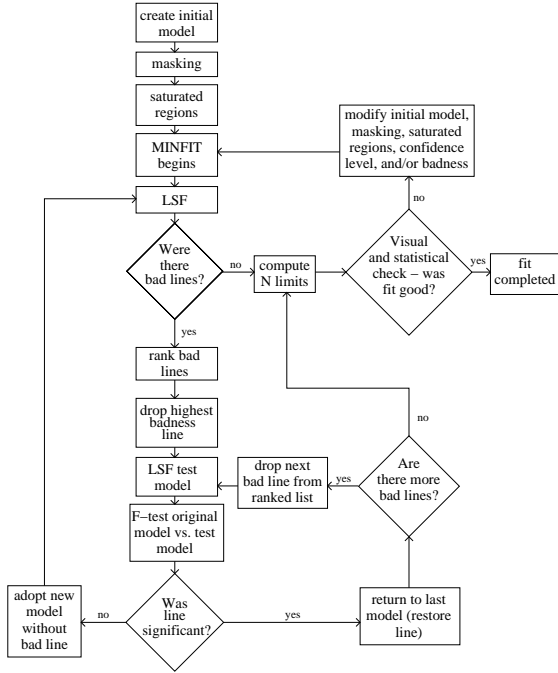 create initial
model
masking
saturated
regions
MINFIT
begins
modify initial model,
masking, saturated
regions, confidence
level, and/or badness
LSF
no
Were
there
bad lines?
no
compute
N limits
Visual
and statistical
check – was
fit good?
yes
fit
completed
yes
rank bad
lines
drop highest
badness
line
no
LSF test
model
drop next
bad line from
ranked list
yes
Are
there more
bad lines?
F–test original
model vs. test
model
adopt new
model
without
bad line
no
Was
line
significant?
yes
return to last
model (restore
line)